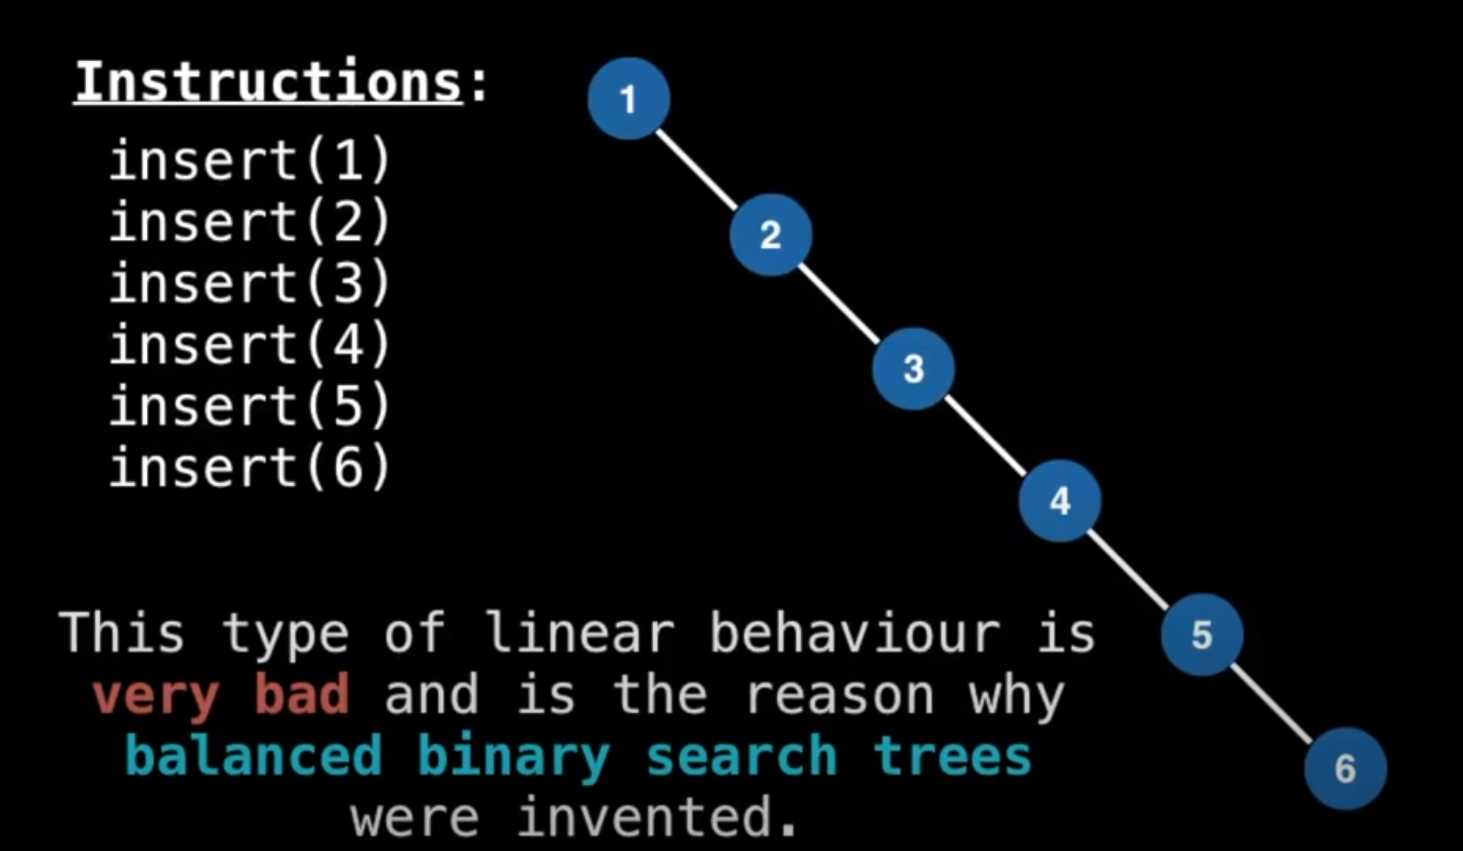 Instructions:
insert(1)
insert(2)
insert(3)
insert(4)
insert(5)
insert(6)
This type of linear behaviour is
very bad and is the reason why
balanced binary search trees
were invented.
1
2
3
4
5
6